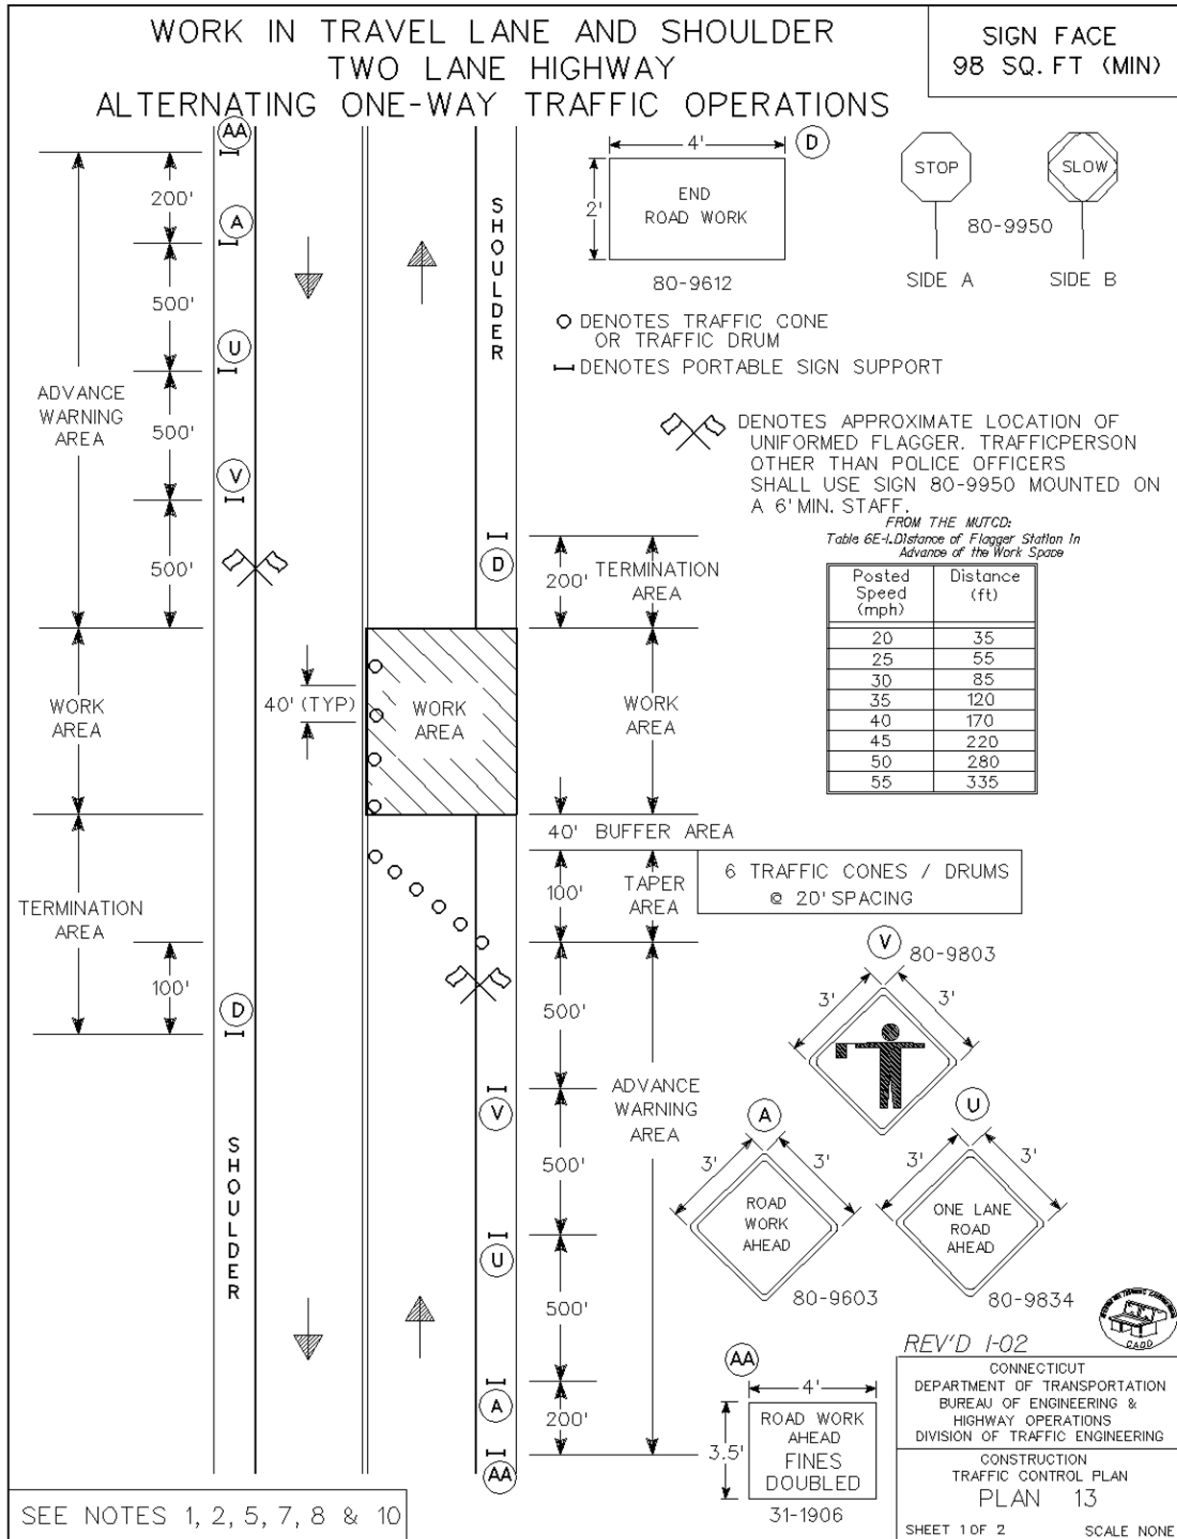 WORK IN TRAVEL LANE AND SHOULDER
TWO LANE HIGHWAY
ALTERNATING ONE-WAY TRAFFIC OPERATIONS
SIGN FACE
98 SQ. FT (MIN)
AA
200'
A
500'
U
500'
V
500'
ADVANCE
WARNING
AREA
SHOULDER
4'
D
2'
END
ROAD WORK
80-9612
STOP
SLOW
80-9950
SIDE A
SIDE B
DENOTES TRAFFIC CONE
OR TRAFFIC DRUM
DENOTES PORTABLE SIGN SUPPORT
DENOTES APPROXIMATE LOCATION OF
UNIFORMED FLAGGER. TRAFFICPERSON
OTHER THAN POLICE OFFICERS
SHALL USE SIGN 80-9950 MOUNTED ON
A 6' MIN. STAFF.
FROM THE MUTCD:
Table 6E-1. Distance of Flagger Station In
Advance of the Work Space
Posted Speed (mph) Distance (ft)
20 35
25 55
30 85
35 120
40 170
45 220
50 280
55 335
D
200'
TERMINATION
AREA
WORK
AREA
40' (TYP)
WORK
AREA
WORK
AREA
40' BUFFER AREA
100'
TAPER
AREA
6 TRAFFIC CONES / DRUMS
@ 20' SPACING
TERMINATION
AREA
100'
D
SHOULDER
500'
V
500'
U
500'
A
200'
AA
ADVANCE
WARNING
AREA
V
80-9803
3'
3'
A
3'
3'
ROAD
WORK
AHEAD
80-9603
U
3'
3'
ONE LANE
ROAD
AHEAD
80-9834
AA
4'
3.5'
ROAD WORK
AHEAD
FINES
DOUBLED
31-1906
CADD
REV'D 1-02
CONNECTICUT
DEPARTMENT OF TRANSPORTATION
BUREAU OF ENGINEERING &
HIGHWAY OPERATIONS
DIVISION OF TRAFFIC ENGINEERING
CONSTRUCTION
TRAFFIC CONTROL PLAN
PLAN 13
SHEET 1 OF 2 SCALE NONE
SEE NOTES 1, 2, 5, 7, 8 & 10